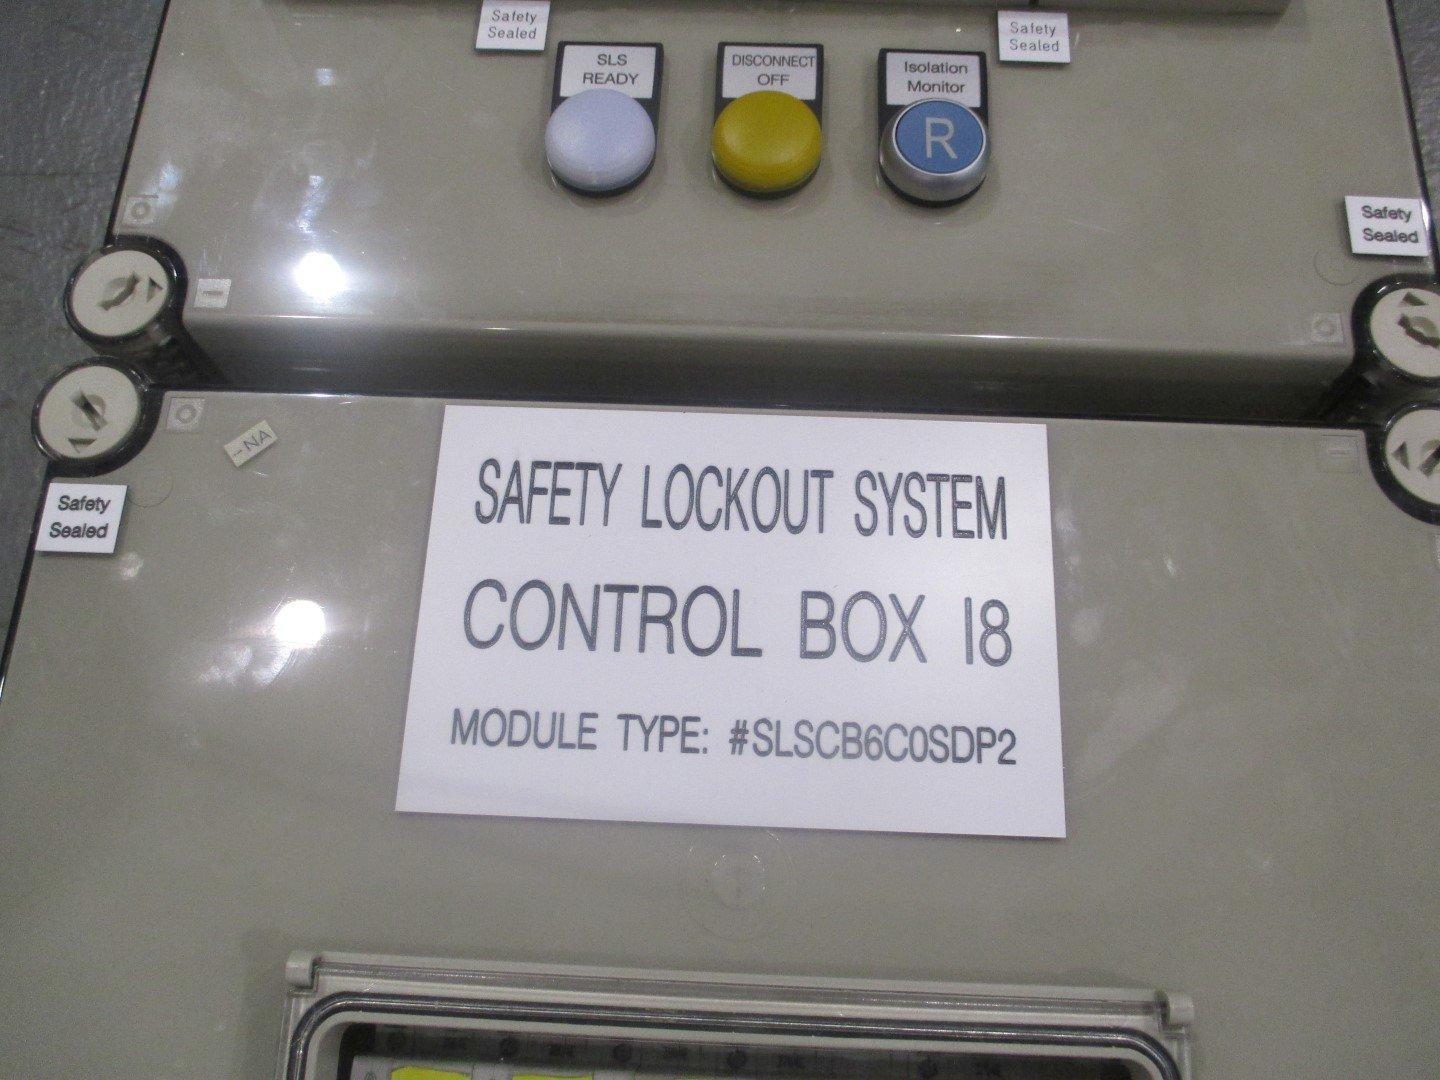 Safety
Sealed
Safety
Sealed
SLS
READY
DISCONNECT
OFF
Isolation
Monitor
R
Safety
Sealed
-NA
Safety
Sealed
SAFETY LOCKOUT SYSTEM
CONTROL BOX I8
MODULE TYPE: #SLSCB6C0SDP2